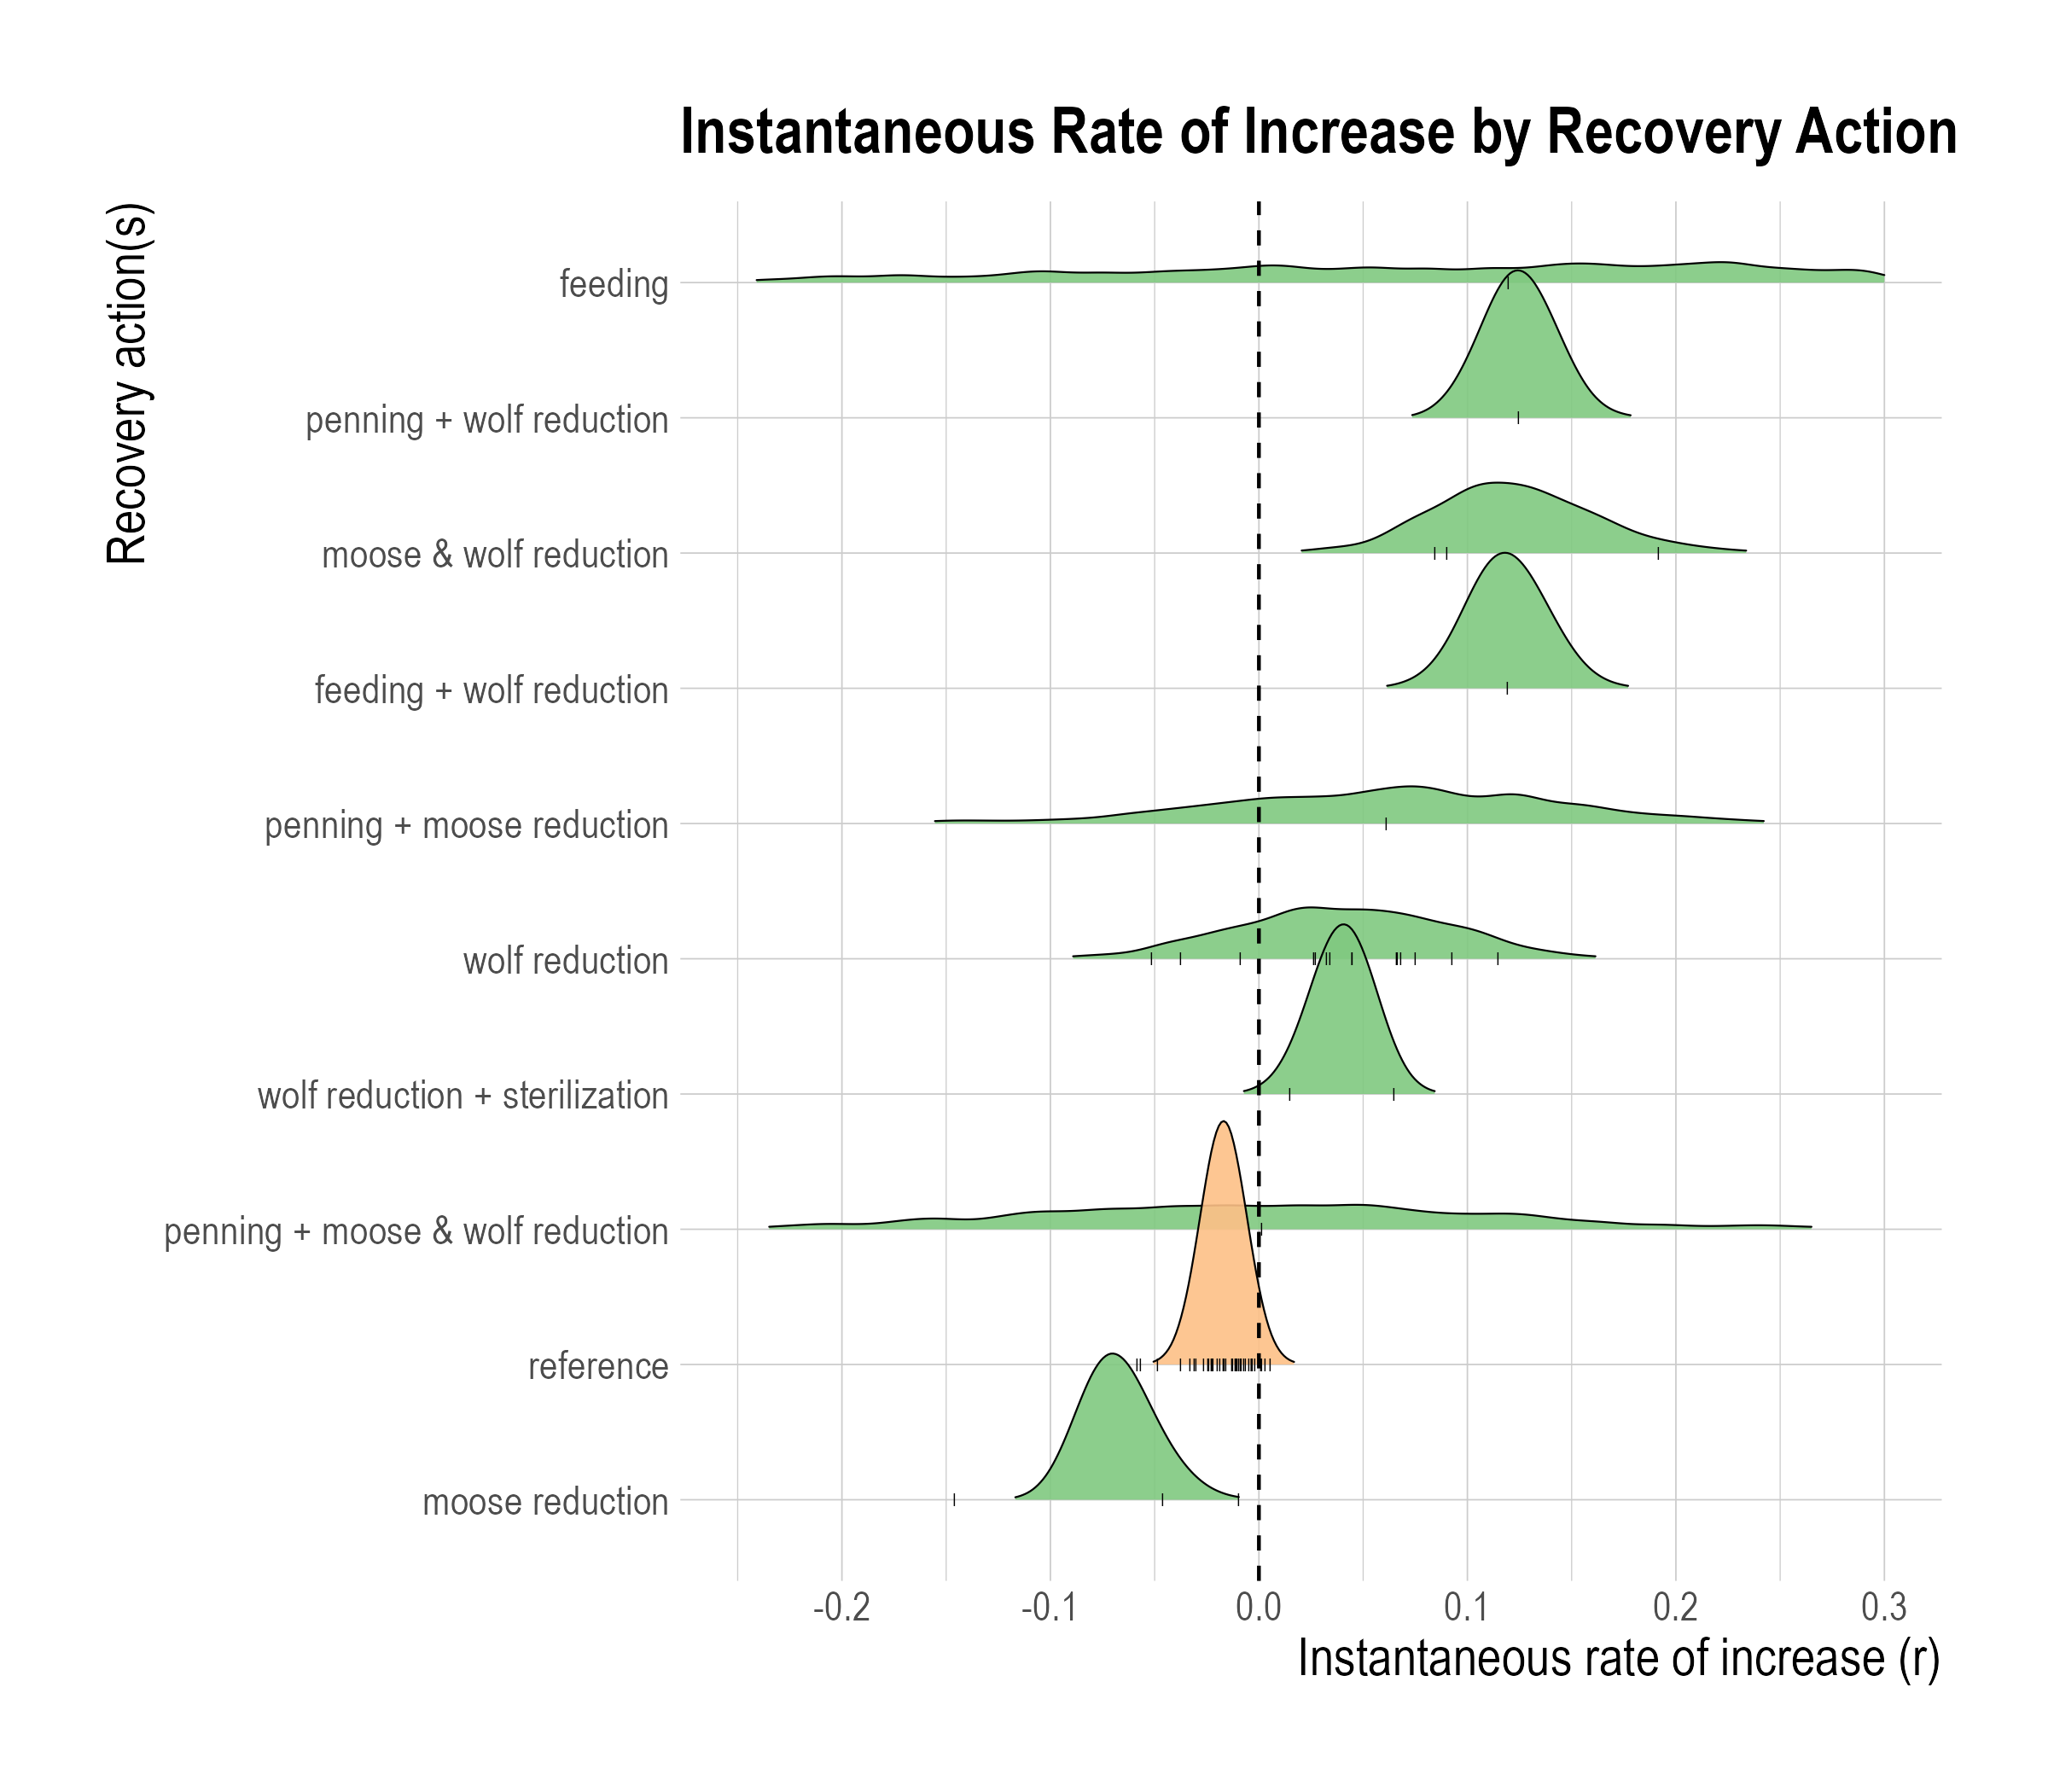 Instantaneous Rate of Increase by Recovery Action
Recovery action(s)
feeding
penning + wolf reduction
moose & wolf reduction
feeding + wolf reduction
penning + moose reduction
wolf reduction
wolf reduction + sterilization
penning + moose & wolf reduction
reference
moose reduction
-0.2 -0.1 0.0 0.1 0.2 0.3
Instantaneous rate of increase (r)